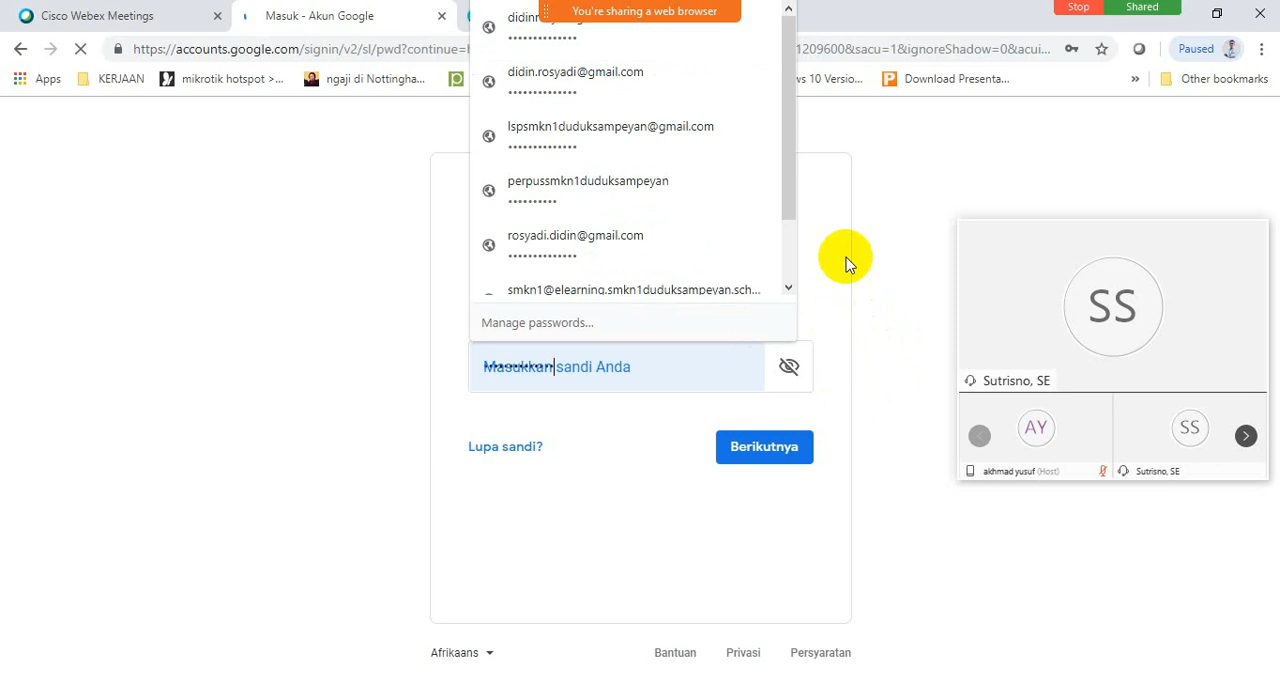 Cisco Webex Meetings
Masuk - Akun Google
You're sharing a web browser
Stop
Shared
https://accounts.google.com/signin/v2/sl/pwd?continue=
1209600&sacu=1&ignoreShadow=0&acui...
Paused
Apps
KERJAAN
mikrotik hotspot >...
ngaji di Nottingha...
s 10 Versio...
Download Presenta...
»
Other bookmarks
didin.rosyadi@gmail.com
lspsmkn1duduksampeyan@gmail.com
perpussmkn1duduksampeyan
rosyadi.didin@gmail.com
smkn1@elearning.smkn1duduksampeyan.sch...
Manage passwords...
Masukkan sandi Anda
Lupa sandi?
Berikutnya
SS
Sutrisno, SE
AY
SS
akhmad yusuf (Host)
Sutrisno, SE
Afrikaans
Bantuan
Privasi
Persyaratan